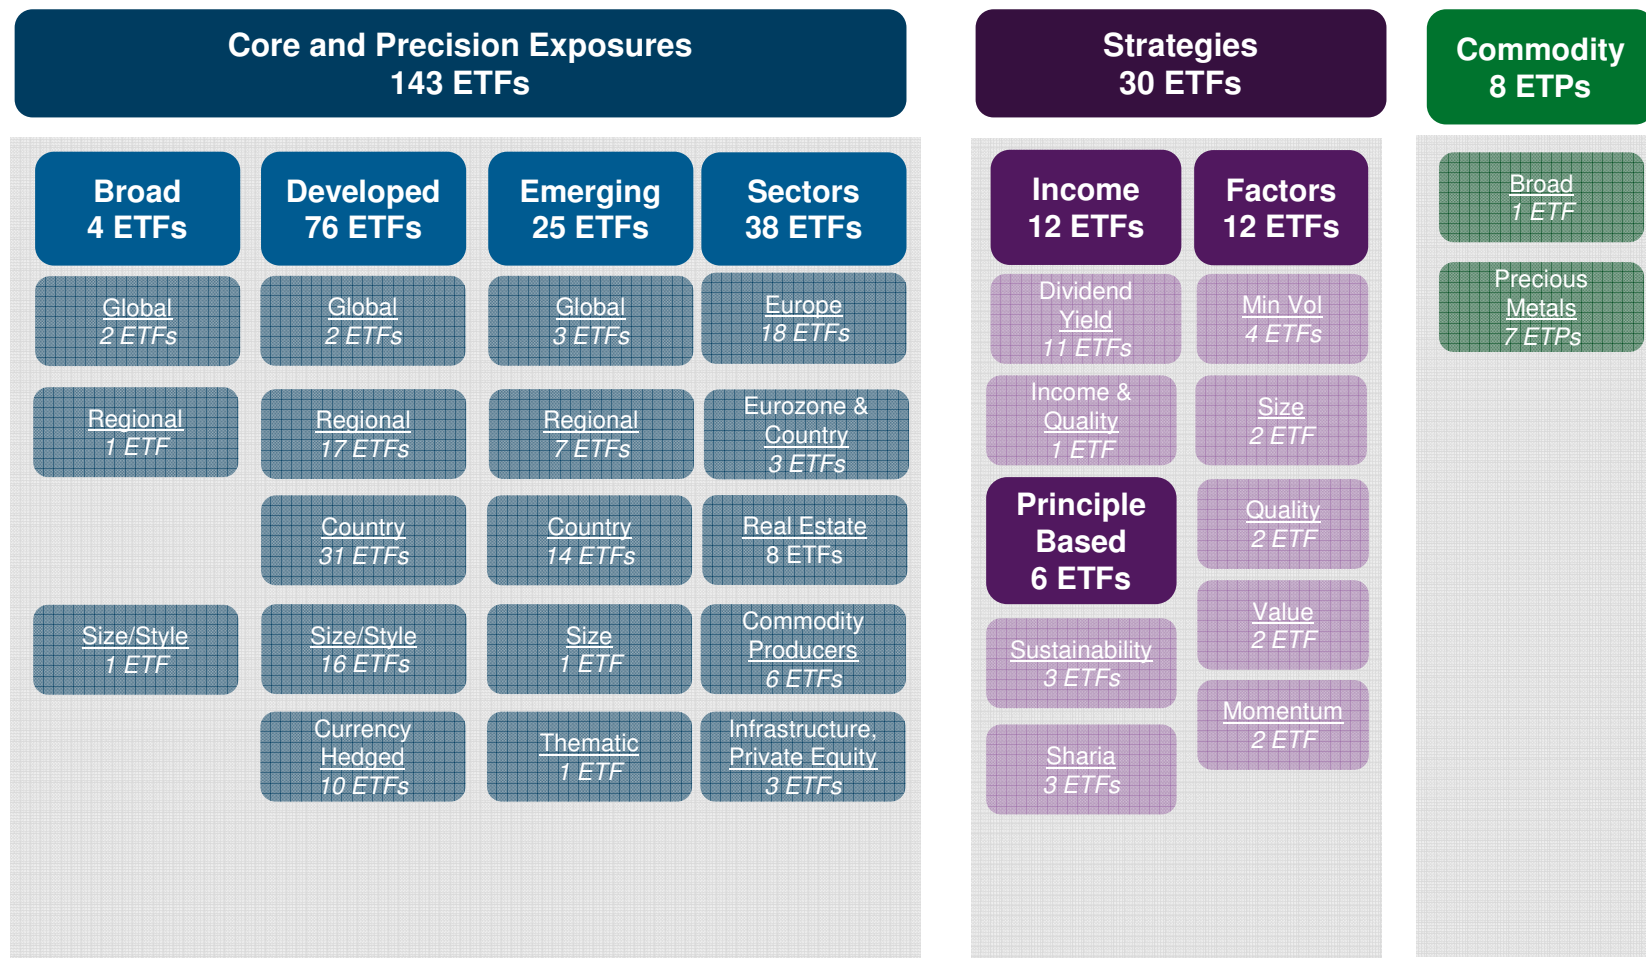 Core and Precision Exposures
143 ETFs
Strategies
30 ETFs
Commodity
8 ETPs
Broad
4 ETFs
Global
2 ETFs
Regional
1 ETF
Size/Style
1 ETF
Developed
76 ETFs
Global
2 ETFs
Regional
17 ETFs
Country
31 ETFs
Size/Style
16 ETFs
Currency
Hedged
10 ETFs
Emerging
25 ETFs
Global
3 ETFs
Regional
7 ETFs
Country
14 ETFs
Size
1 ETF
Thematic
1 ETF
Sectors
38 ETFs
Europe
18 ETFs
Eurozone &
Country
3 ETFs
Real Estate
8 ETFs
Commodity
Producers
6 ETFs
Infrastructure,
Private Equity
3 ETFs
Income
12 ETFs
Dividend
Yield
11 ETFs
Income &
Quality
1 ETF
Principle
Based
6 ETFs
Sustainability
3 ETFs
Sharia
3 ETFs
Factors
12 ETFs
Min Vol
4 ETFs
Size
2 ETF
Quality
2 ETF
Value
2 ETF
Momentum
2 ETF
Broad
1 ETF
Precious
Metals
7 ETPs